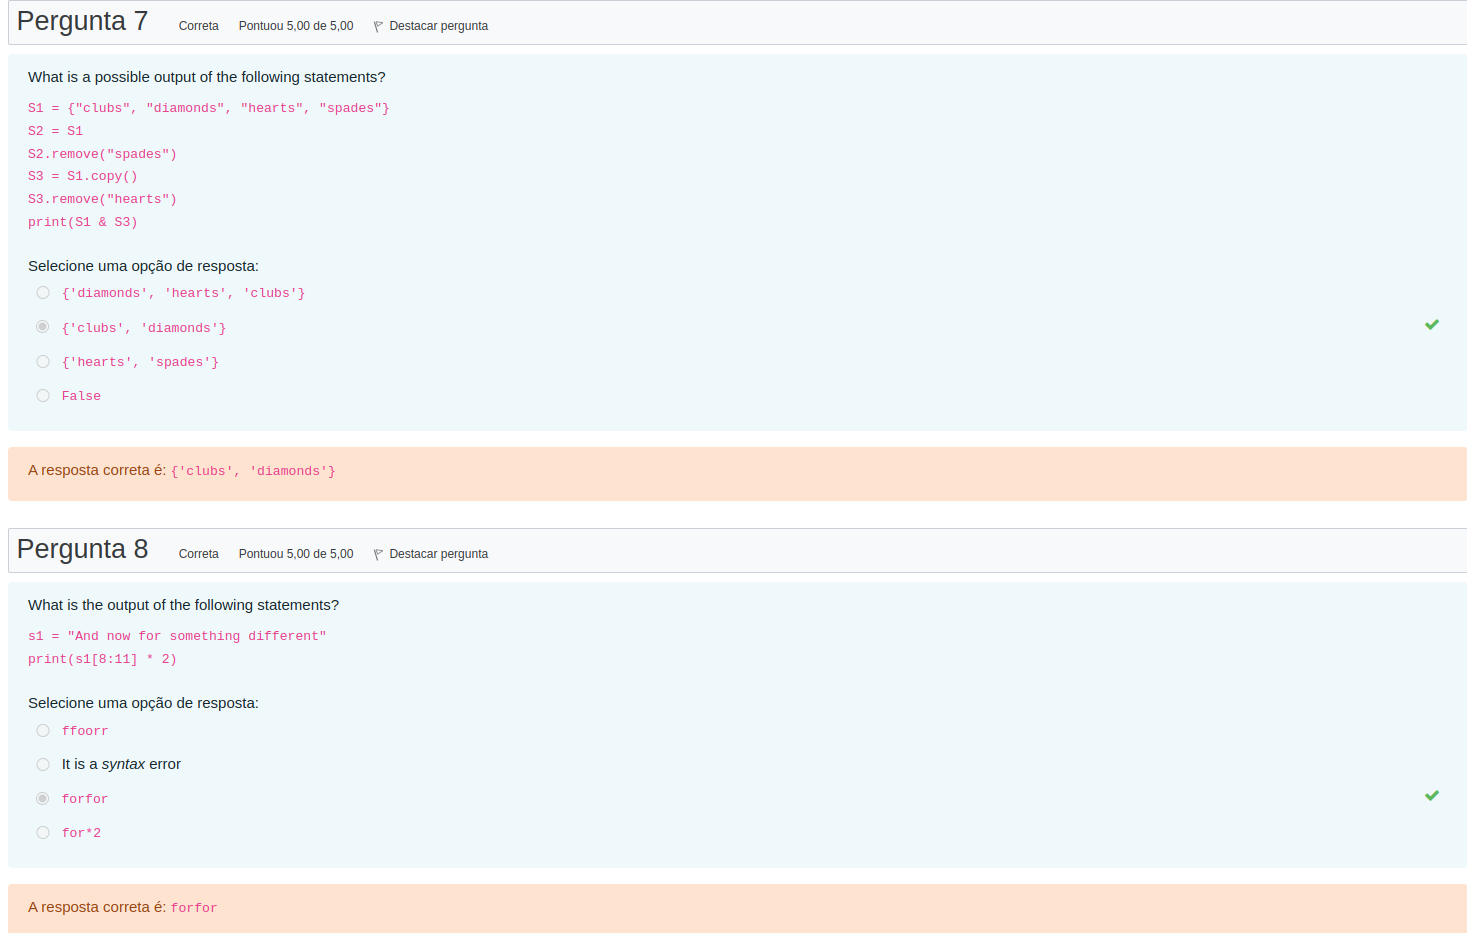 Pergunta 7 Correta Pontuou 5,00 de 5,00 Destacar pergunta
What is a possible output of the following statements?
S1 = {"clubs", "diamonds", "hearts", "spades"}
S2 = S1
S2.remove("spades")
S3 = S1.copy()
S3.remove("hearts")
print(S1 & S3)
Selecione uma opção de resposta:
{'diamonds', 'hearts', 'clubs'}
{'clubs', 'diamonds'}
{'hearts', 'spades'}
False
A resposta correta é: {'clubs', 'diamonds'}
Pergunta 8 Correta Pontuou 5,00 de 5,00 Destacar pergunta
What is the output of the following statements?
s1 = "And now for something different"
print(s1[8:11] * 2)
Selecione uma opção de resposta:
ffoorr
It is a syntax error
forfor
for*2
A resposta correta é: forfor